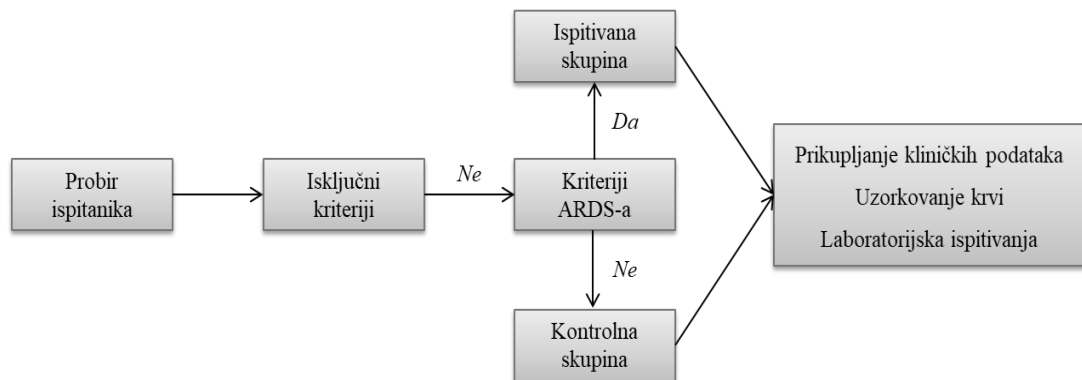 Probir
ispitanika
Isključni
kriteriji
Ne
Kriteriji
ARDS-a
Da
Ispitivana
skupina
Ne
Kontrolna
skupina
Prikupljanje kliničkih podataka
Uzorkovanje krvi
Laboratorijska ispitivanja